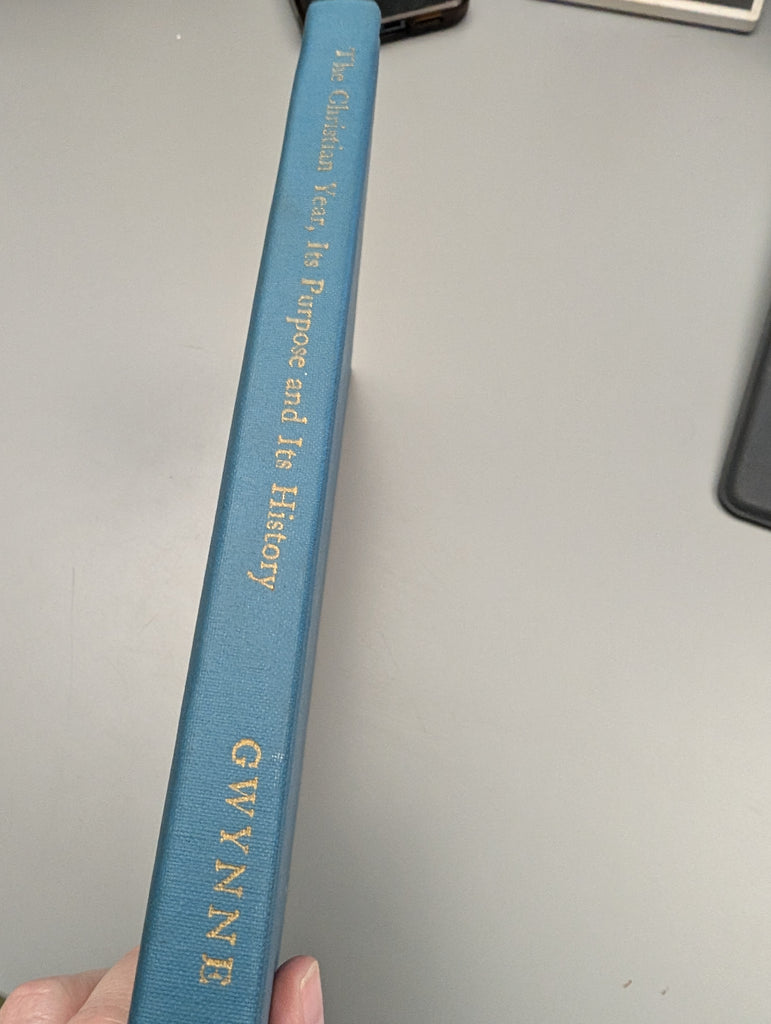 The Christian Year, Its Purpose and Its History
GWYNNE